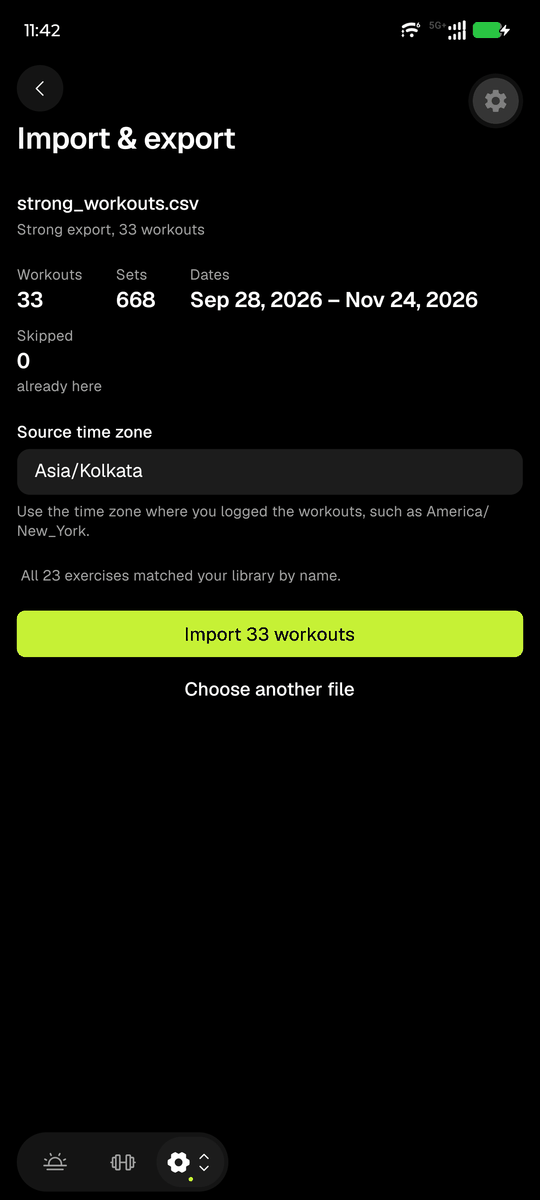 11:42
5G+
Import & export
strong_workouts.csv
Strong export, 33 workouts
Workouts Sets Dates
33 668 Sep 28, 2026 – Nov 24, 2026
Skipped
0
already here
Source time zone
Asia/Kolkata
Use the time zone where you logged the workouts, such as America/
New_York.
All 23 exercises matched your library by name.
Import 33 workouts
Choose another file